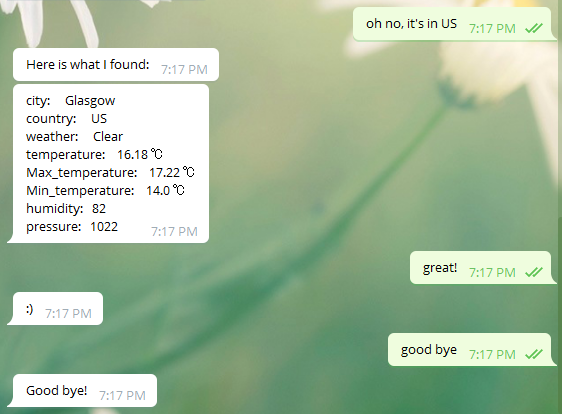 oh no, it's in US 7:17 PM
Here is what I found: 7:17 PM
city: Glasgow
country: US
weather: Clear
temperature: 16.18 ℃
Max_temperature: 17.22 ℃
Min_temperature: 14.0 ℃
humidity: 82
pressure: 1022 7:17 PM
great! 7:17 PM
:) 7:17 PM
good bye 7:17 PM
Good bye! 7:17 PM